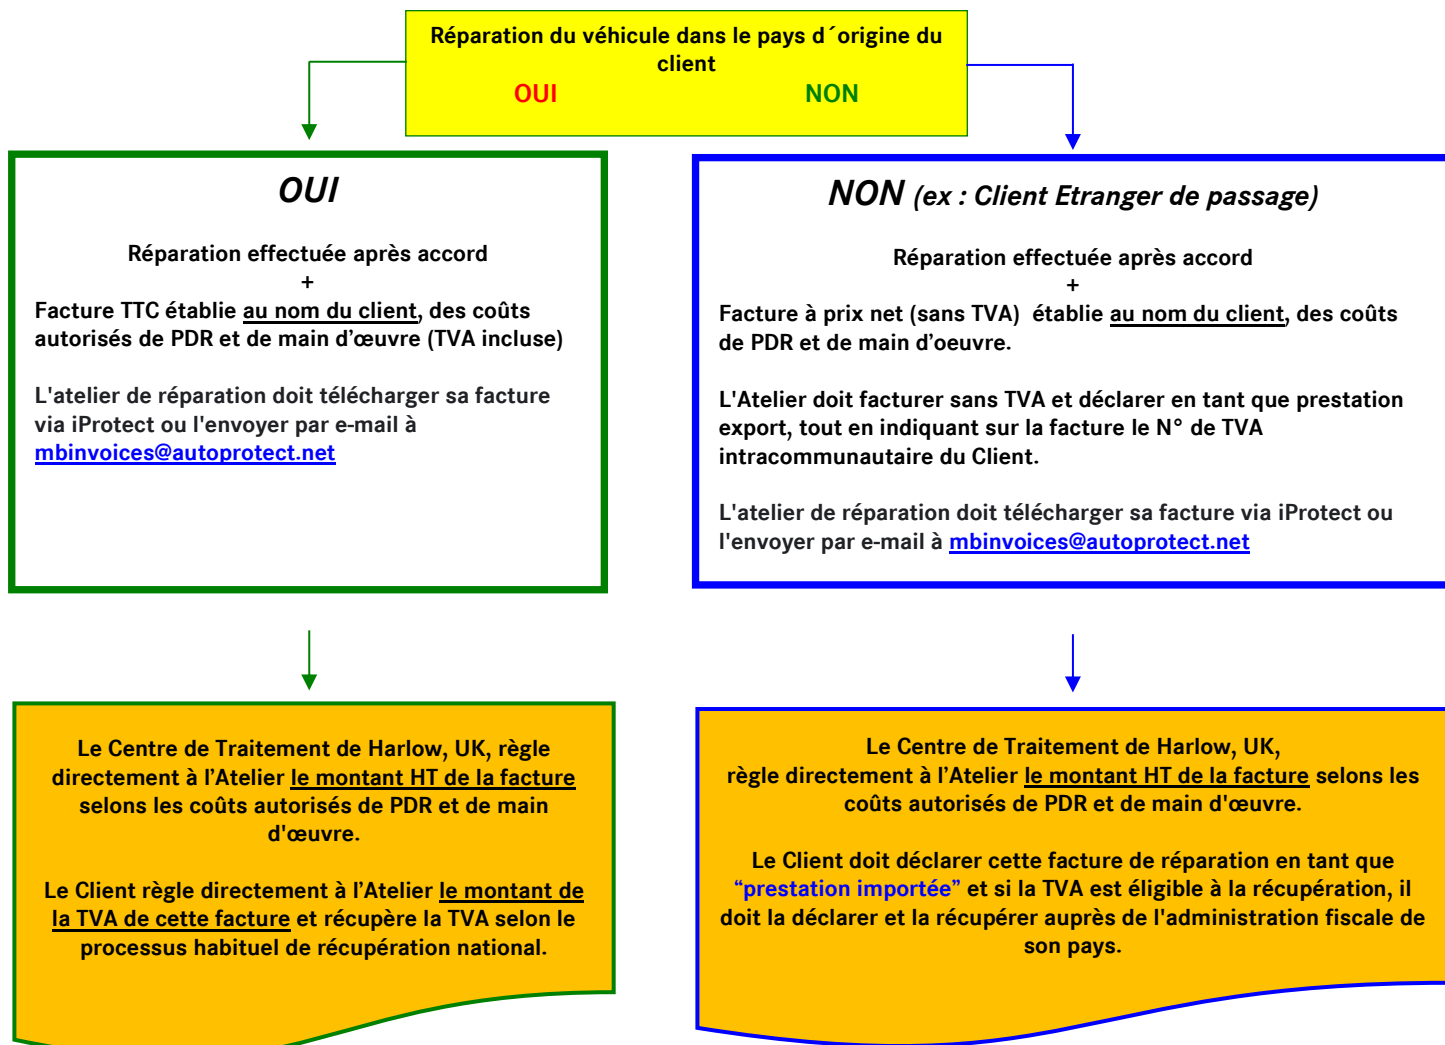 Réparation du véhicule dans le pays d´origine du
client
OUI NON
OUI
Réparation effectuée après accord
+
Facture TTC établie au nom du client, des coûts
autorisés de PDR et de main d’œuvre (TVA incluse)
L'atelier de réparation doit télécharger sa facture
via iProtect ou l'envoyer par e-mail à
mbinvoices@autoprotect.net
NON (ex : Client Etranger de passage)
Réparation effectuée après accord
+
Facture à prix net (sans TVA) établie au nom du client, des coûts
de PDR et de main d’oeuvre.
L'Atelier doit facturer sans TVA et déclarer en tant que prestation
export, tout en indiquant sur la facture le N° de TVA
intracommunautaire du Client.
L'atelier de réparation doit télécharger sa facture via iProtect ou
l'envoyer par e-mail à mbinvoices@autoprotect.net
Le Centre de Traitement de Harlow, UK, règle
directement à l’Atelier le montant HT de la facture
selons les coûts autorisés de PDR et de main
d'œuvre.
Le Client règle directement à l’Atelier le montant de
la TVA de cette facture et récupère la TVA selon le
processus habituel de récupération national.
Le Centre de Traitement de Harlow, UK,
règle directement à l’Atelier le montant HT de la facture selons les
coûts autorisés de PDR et de main d'œuvre.
Le Client doit déclarer cette facture de réparation en tant que
“prestation importée” et si la TVA est éligible à la récupération, il
doit la déclarer et la récupérer auprès de l'administration fiscale de
son pays.